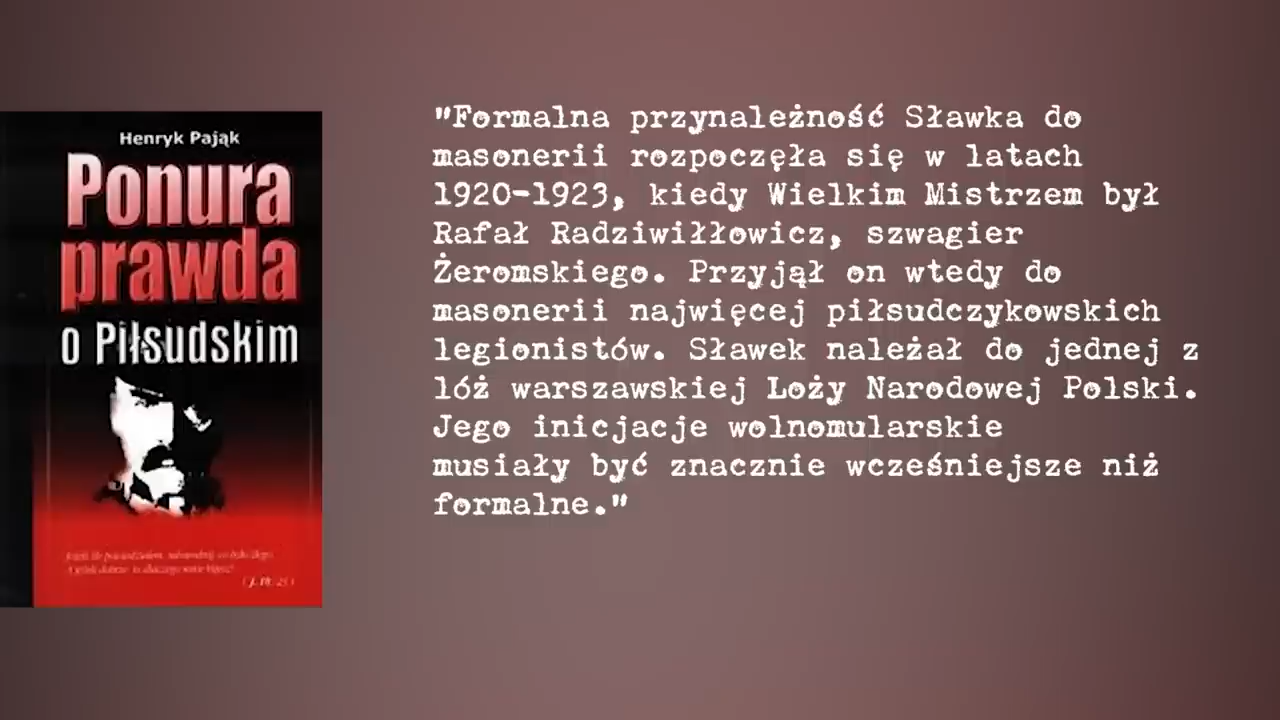 Henryk Pająk
Ponura
prawda
o Piłsudskim
(J. 18, 23)
"Formalna przynależność Sławka do
masonerii rozpoczęła się w latach
1920-1923, kiedy Wielkim Mistrzem był
Rafał Radziwiłłowicz, szwagier
Żeromskiego. Przyjął on wtedy do
masonerii najwięcej piłsudczykowskich
legionistów. Sławek należał do jednej z
lóż warszawskiej Loży Narodowej Polski.
Jego inicjacje wolnomularskie
musiały być znacznie wcześniejsze niż
formalne."